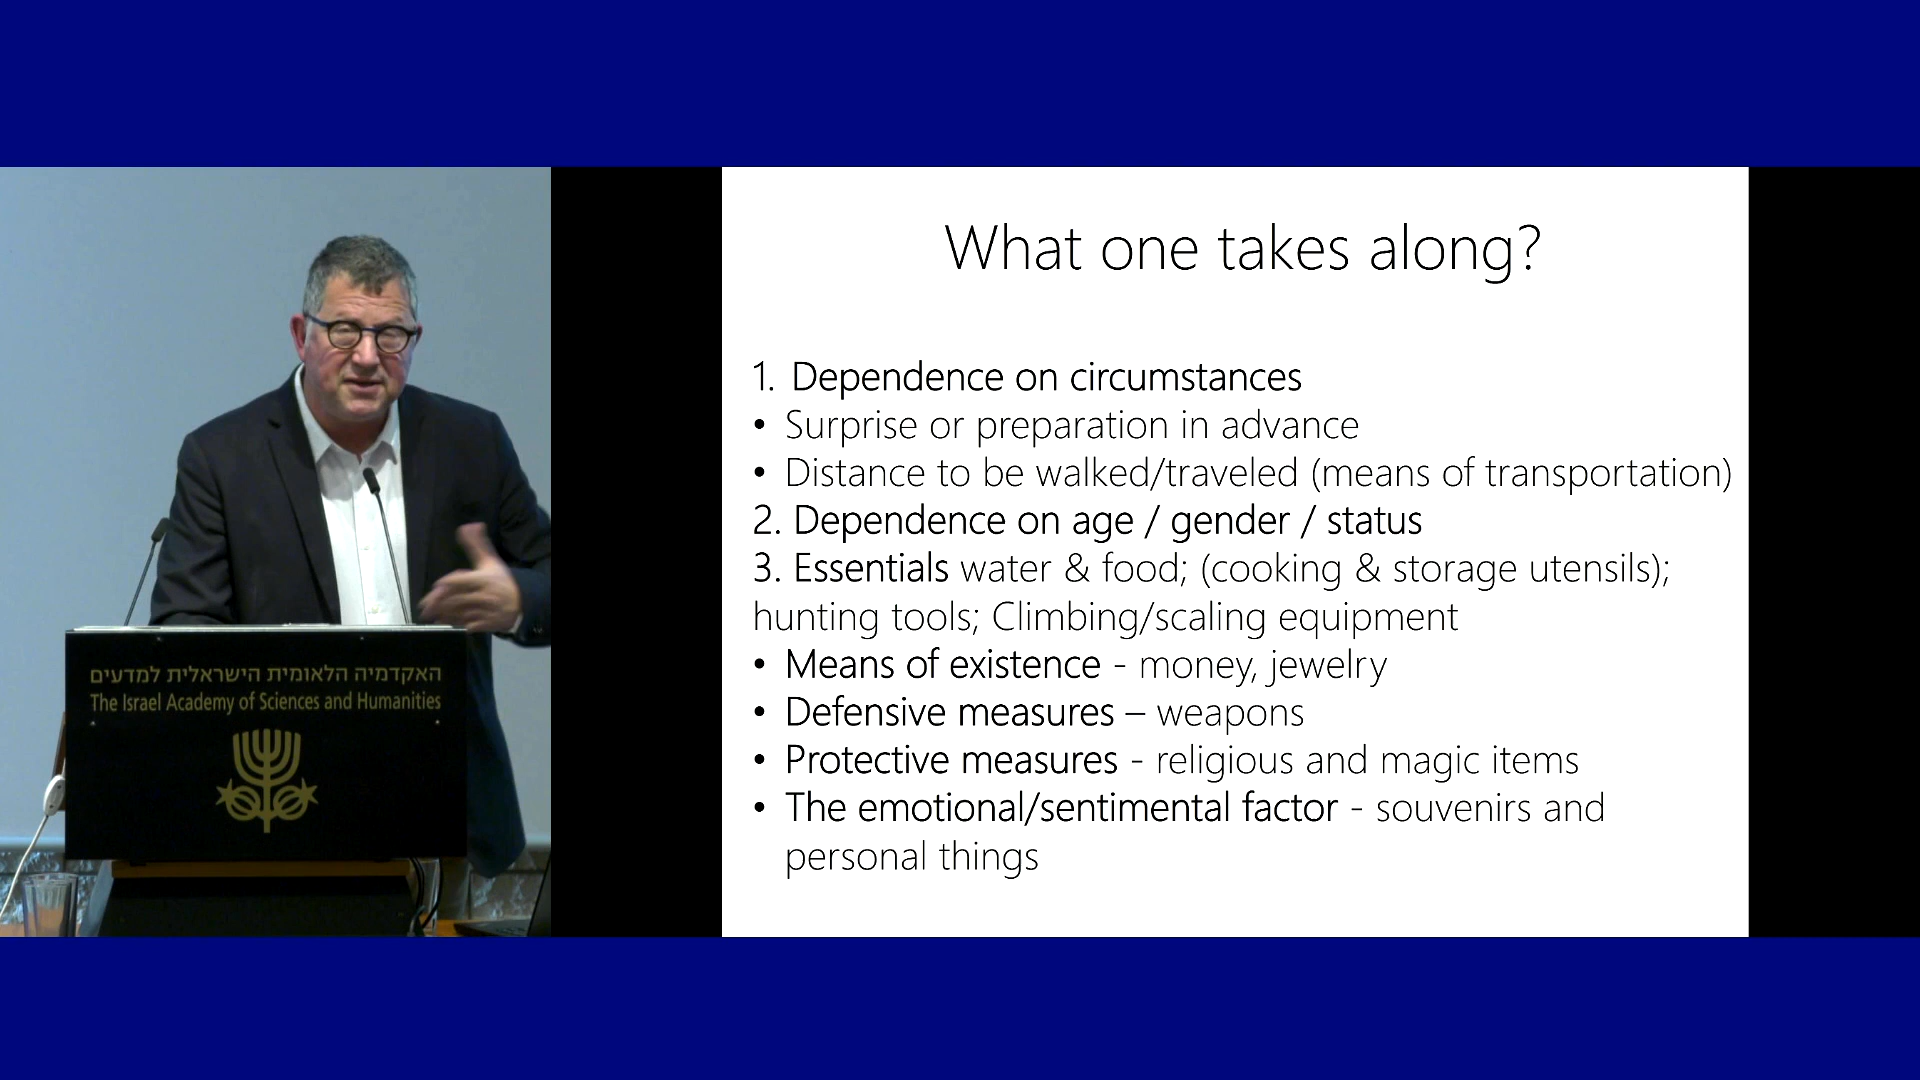 האקדמיה הלאומית הישראלית למדעים
The Israel Academy of Sciences and Humanities
What one takes along?
1. Dependence on circumstances
• Surprise or preparation in advance
• Distance to be walked/traveled (means of transportation)
2. Dependence on age / gender / status
3. Essentials water & food; (cooking & storage utensils);
hunting tools; Climbing/scaling equipment
• Means of existence - money, jewelry
• Defensive measures – weapons
• Protective measures - religious and magic items
• The emotional/sentimental factor - souvenirs and
personal things